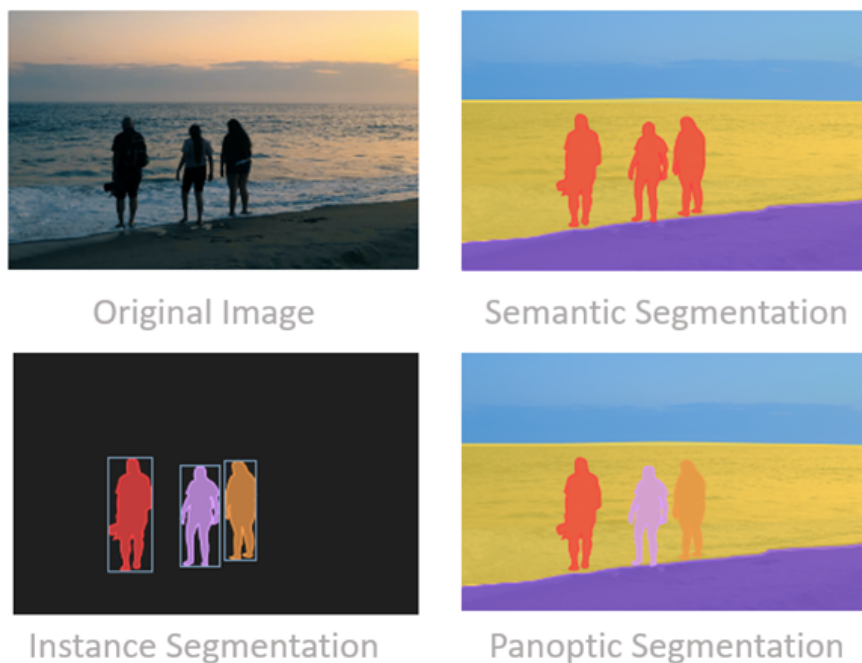 Original Image
Semantic Segmentation
Instance Segmentation
Panoptic Segmentation